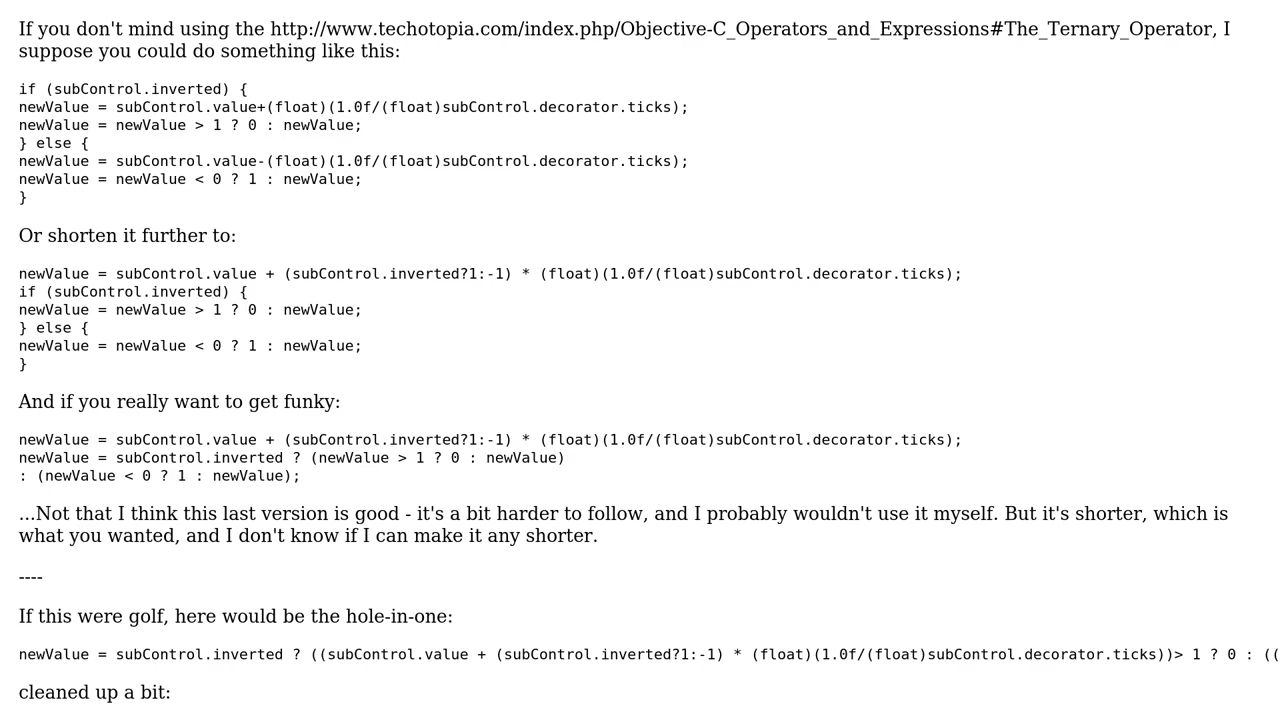 If you don't mind using the http://www.techotopia.com/index.php/Objective-C_Operators_and_Expressions#The_Ternary_Operator, I
suppose you could do something like this:
if (subControl.inverted) {
newValue = subControl.value+(float)(1.0f/(float)subControl.decorator.ticks);
newValue = newValue > 1 ? 0 : newValue;
} else {
newValue = subControl.value-(float)(1.0f/(float)subControl.decorator.ticks);
newValue = newValue < 0 ? 1 : newValue;
}
Or shorten it further to:
newValue = subControl.value + (subControl.inverted?1:-1) * (float)(1.0f/(float)subControl.decorator.ticks);
if (subControl.inverted) {
newValue = newValue > 1 ? 0 : newValue;
} else {
newValue = newValue < 0 ? 1 : newValue;
}
And if you really want to get funky:
newValue = subControl.value + (subControl.inverted?1:-1) * (float)(1.0f/(float)subControl.decorator.ticks);
newValue = subControl.inverted ? (newValue > 1 ? 0 : newValue)
: (newValue < 0 ? 1 : newValue);
...Not that I think this last version is good - it's a bit harder to follow, and I probably wouldn't use it myself. But it's shorter, which is
what you wanted, and I don't know if I can make it any shorter.
----
If this were golf, here would be the hole-in-one:
newValue = subControl.inverted ? ((subControl.value + (subControl.inverted?1:-1) * (float)(1.0f/(float)subControl.decorator.ticks))> 1 ? 0 : ((
cleaned up a bit: